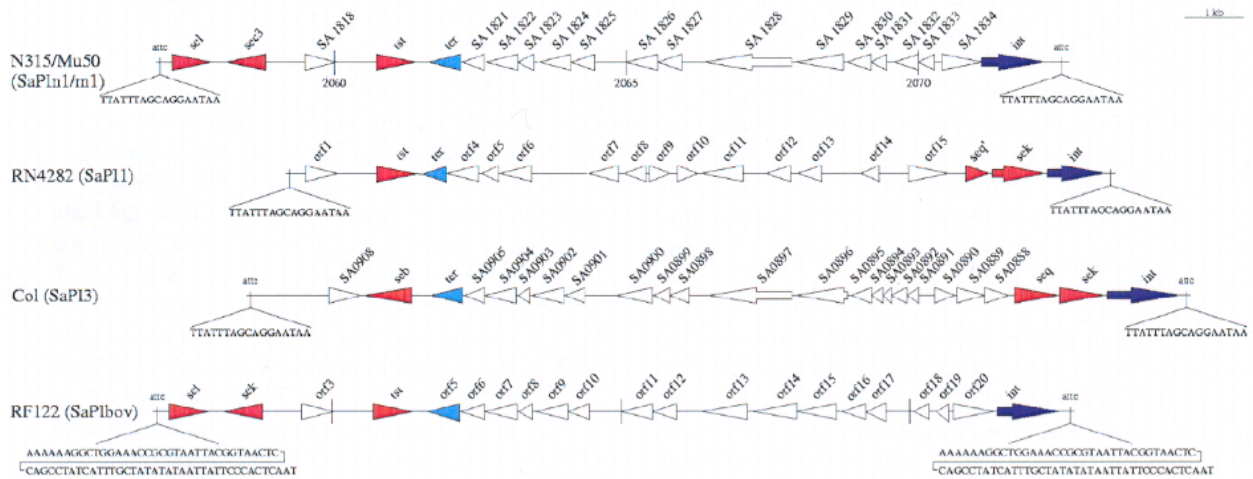 1 kb
attc sel sec3 SA 1818 tst ter SA 1821 SA 1822 SA 1823 SA 1824 SA 1825 SA 1826 SA 1827 SA 1828 SA 1829 SA 1830 SA 1831 SA 1832 SA 1833 SA 1834 int attc
N315/Mu50
(SaPIn1/m1)
2060 2065 2070
TTATTTAGCAGGAATAA TTATTTAGCAGGAATAA
orf1 tst ter orf4 orf5 orf6 orf7 orf8 orf9 orf10 orf11 orf12 orf13 orf14 orf15 seq' sek int
RN4282 (SaPI1)
TTATTTAGCAGGAATAA TTATTTAGCAGGAATAA
attc SA0908 seb ter SA0905 SA0904 SA0903 SA0902 SA0901 SA0900 SA0899 SA0898 SA0897 SA0896 SA0895 SA0894 SA0893 SA0892 SA0891 SA0890 SA0889 seq sek int attc
Col (SaPI3)
TTATTTAGCAGGAATAA TTATTTAGCAGGAATAA
attc sel sek orf3 tst orf5 orf6 orf7 orf8 orf9 orf10 orf11 orf12 orf13 orf14 orf15 orf16 orf17 orf18 orf19 orf20 int attc
RF122 (SaPIbov)
AAAAAAGGCTGGAAACCGCGTAATTACGGTAACTC AAAAAAGGCTGGAAACCGCGTAATTACGGTAACTC
CAGCCTATCATTTGCTATATATAATTATTCCCACTCAAT CAGCCTATCATTTGCTATATATAATTATTCCCACTCAAT